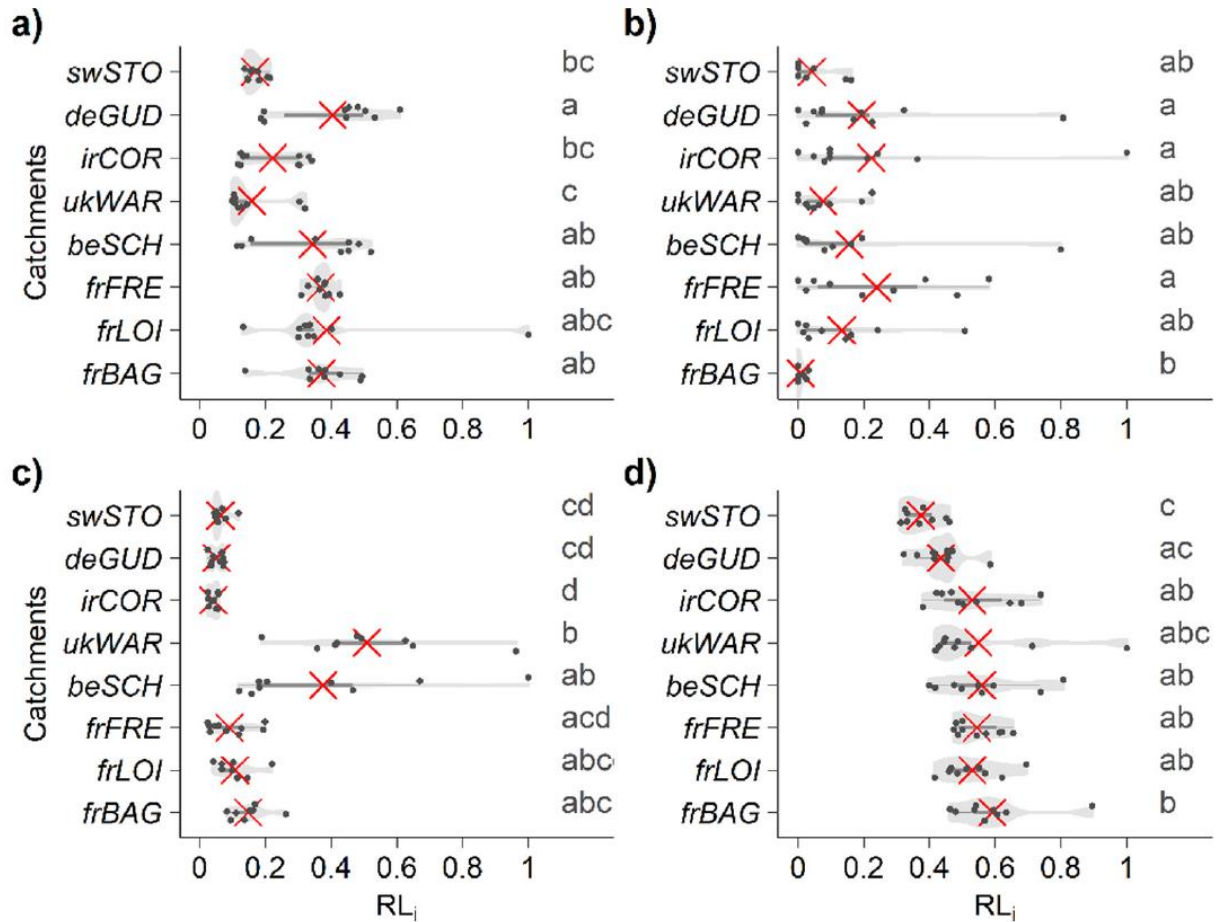 a)
Catchments
swSTO bc
deGUD a
irCOR bc
ukWAR c
beSCH ab
frFRE ab
frLOI abc
frBAG ab
0 0.2 0.4 0.6 0.8 1
b)
swSTO ab
deGUD a
irCOR a
ukWAR ab
beSCH ab
frFRE a
frLOI ab
frBAG b
0 0.2 0.4 0.6 0.8 1
c)
Catchments
swSTO cd
deGUD cd
irCOR d
ukWAR b
beSCH ab
frFRE acd
frLOI abc
frBAG abc
0 0.2 0.4 0.6 0.8 1
RLi
d)
swSTO c
deGUD ac
irCOR ab
ukWAR abc
beSCH ab
frFRE ab
frLOI ab
frBAG b
0 0.2 0.4 0.6 0.8 1
RLi